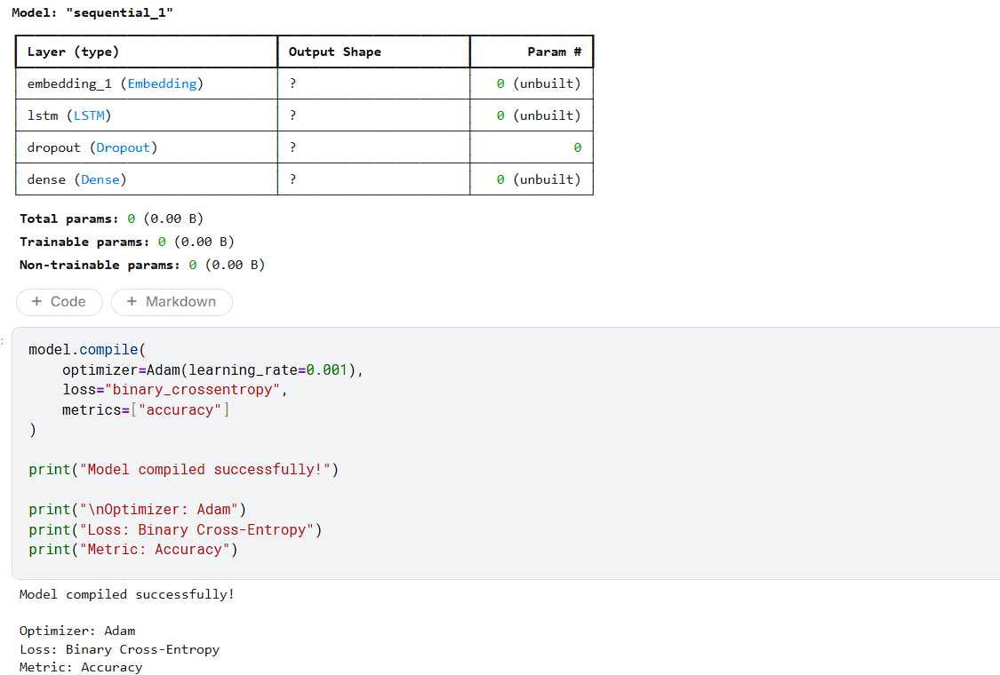 Model: "sequential_1"
Layer (type) Output Shape Param #
embedding_1 (Embedding) ? 0 (unbuilt)
lstm (LSTM) ? 0 (unbuilt)
dropout (Dropout) ? 0
dense (Dense) ? 0 (unbuilt)
Total params: 0 (0.00 B)
Trainable params: 0 (0.00 B)
Non-trainable params: 0 (0.00 B)
+ Code + Markdown
:
model.compile(
    optimizer=Adam(learning_rate=0.001),
    loss="binary_crossentropy",
    metrics=["accuracy"]
)
print("Model compiled successfully!")
print("\nOptimizer: Adam")
print("Loss: Binary Cross-Entropy")
print("Metric: Accuracy")
Model compiled successfully!
Optimizer: Adam
Loss: Binary Cross-Entropy
Metric: Accuracy